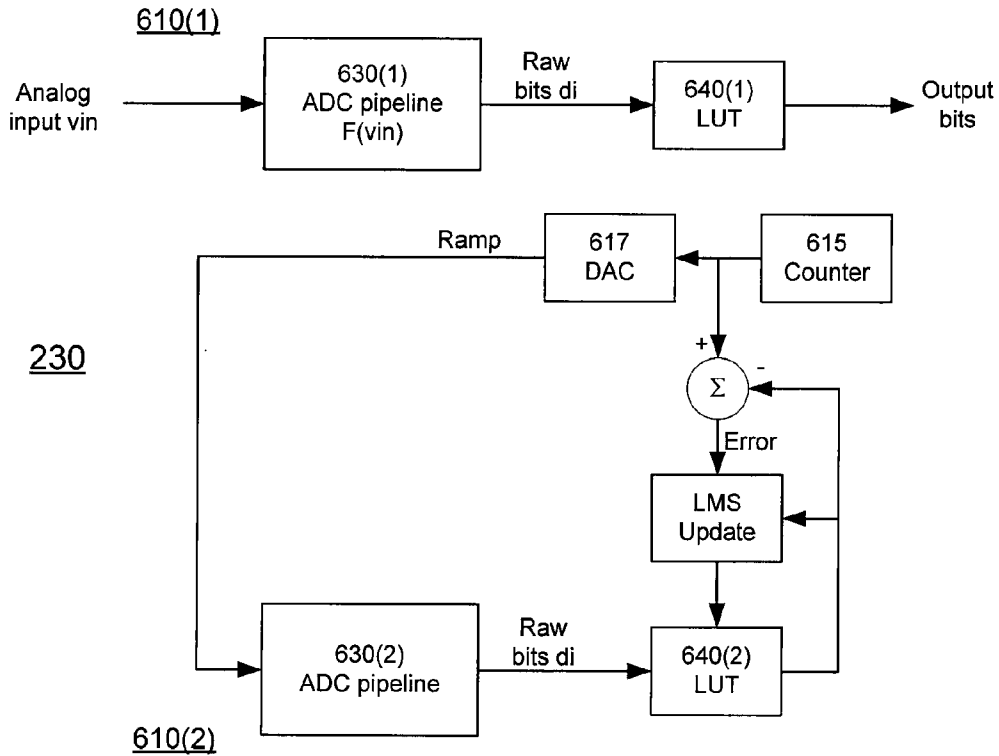 610(1)
Analog
input vin
630(1)
ADC pipeline
F(vin)
Raw
bits di
640(1)
LUT
Output
bits
Ramp
617
DAC
615
Counter
230
+
-
Σ
Error
LMS
Update
630(2)
ADC pipeline
Raw
bits di
640(2)
LUT
610(2)